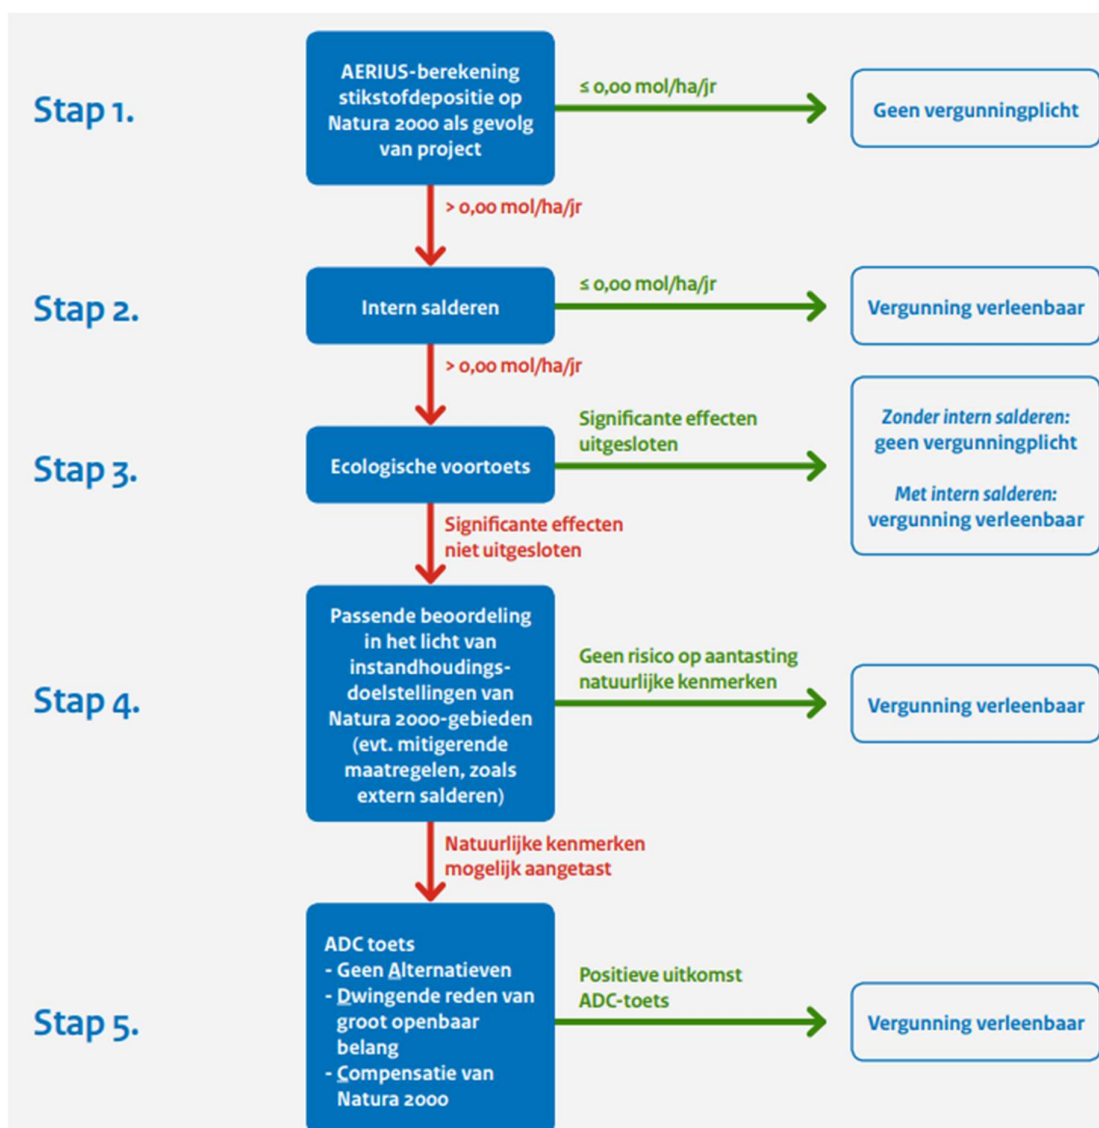 Stap 1.
AERIUS-berekening
stikstofdepositie op
Natura 2000 als gevolg
van project
≤ 0,00 mol/ha/jr
Geen vergunningplicht
> 0,00 mol/ha/jr
Stap 2.
Intern salderen
≤ 0,00 mol/ha/jr
Vergunning verleenbaar
> 0,00 mol/ha/jr
Stap 3.
Ecologische voortoets
Significante effecten
uitgesloten
Zonder intern salderen:
geen vergunningplicht
Met intern salderen:
vergunning verleenbaar
Significante effecten
niet uitgesloten
Stap 4.
Passende beoordeling
in het licht van
instandhoudings-
doelstellingen van
Natura 2000-gebieden
(evt. mitigerende
maatregelen, zoals
extern salderen)
Geen risico op aantasting
natuurlijke kenmerken
Vergunning verleenbaar
Natuurlijke kenmerken
mogelijk aangetast
Stap 5.
ADC toets
- Geen Alternatieven
- Dwingende reden van
groot openbaar
belang
- Compensatie van
Natura 2000
Positieve uitkomst
ADC-toets
Vergunning verleenbaar